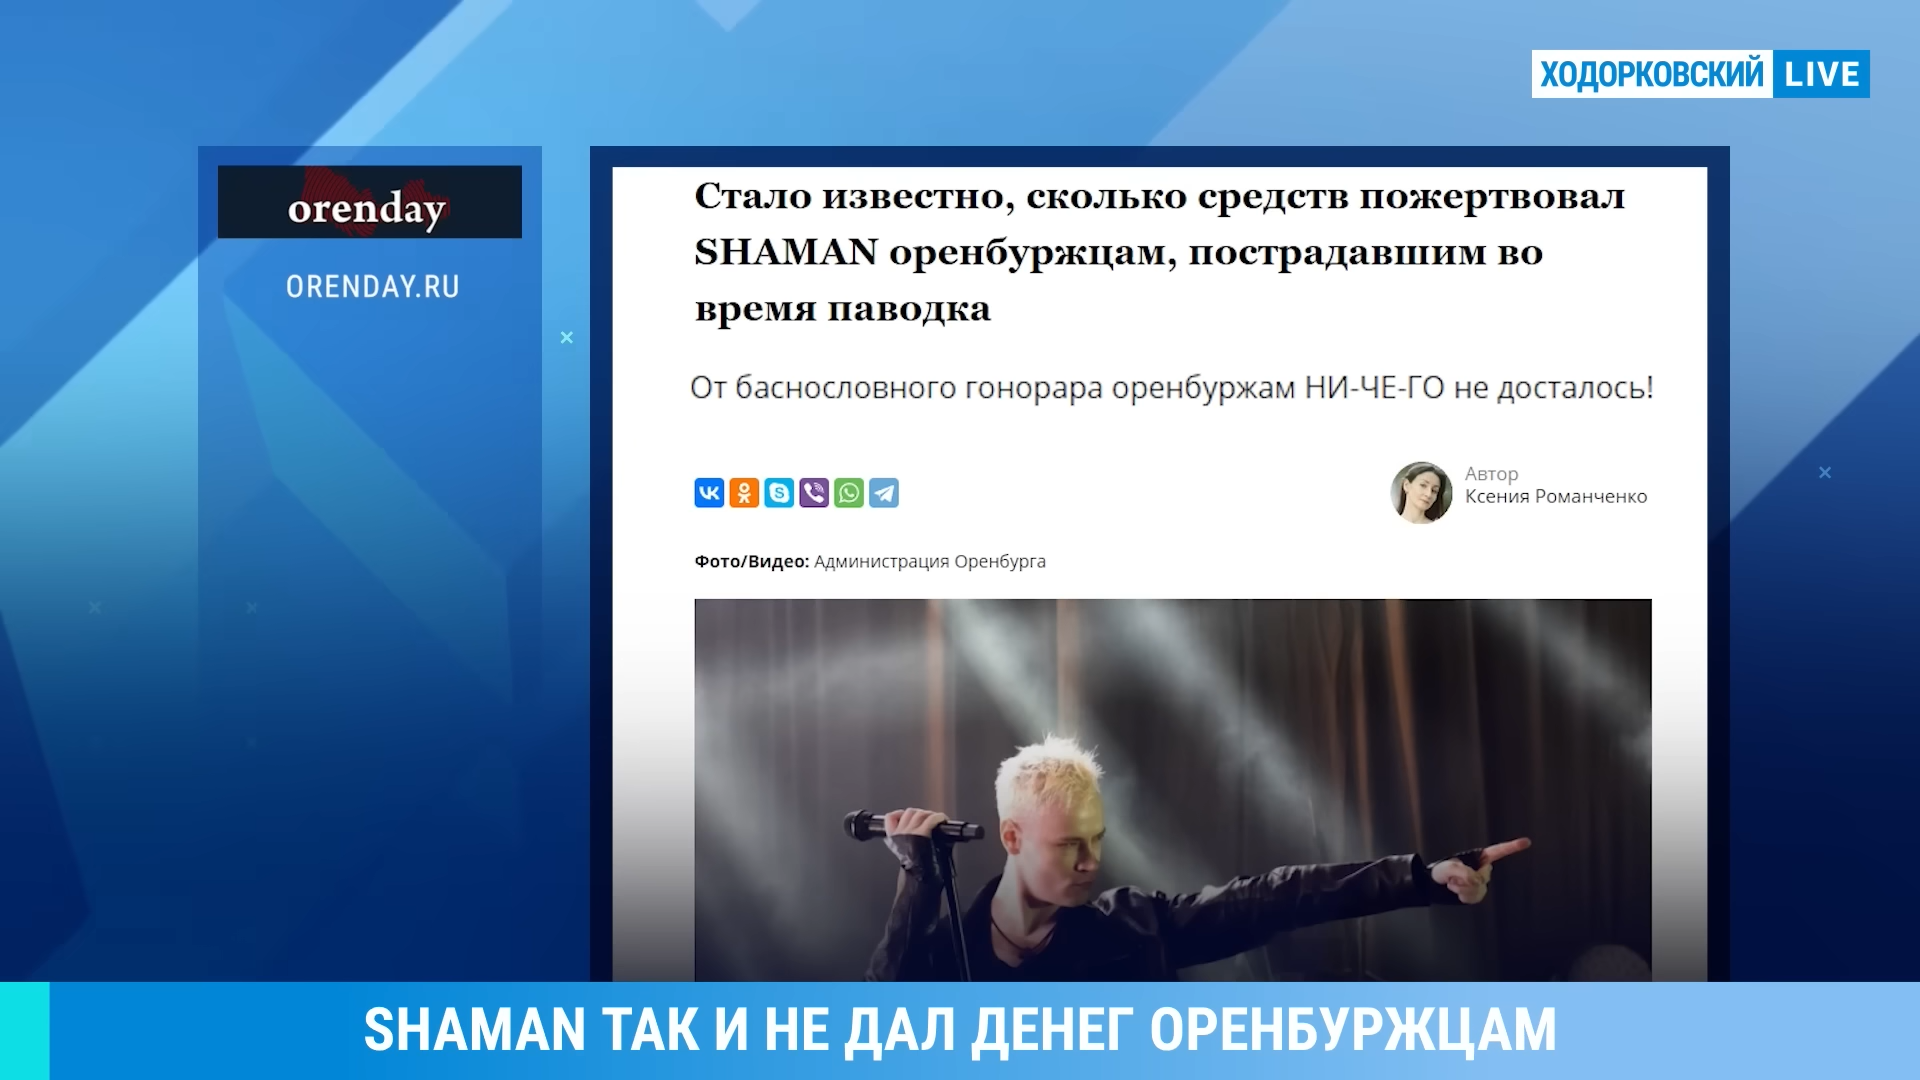 ХОДОРКОВСКИЙ LIVE
orenday
ORENDAY.RU
Стало известно, сколько средств пожертвовал
SHAMAN оренбуржцам, пострадавшим во
время паводка
От баснословного гонорара оренбуржам НИ-ЧЕ-ГО не досталось!
Автор
Ксения Романченко
Фото/Видео: Администрация Оренбурга
SHAMAN ТАК И НЕ ДАЛ ДЕНЕГ ОРЕНБУРЖЦАМ